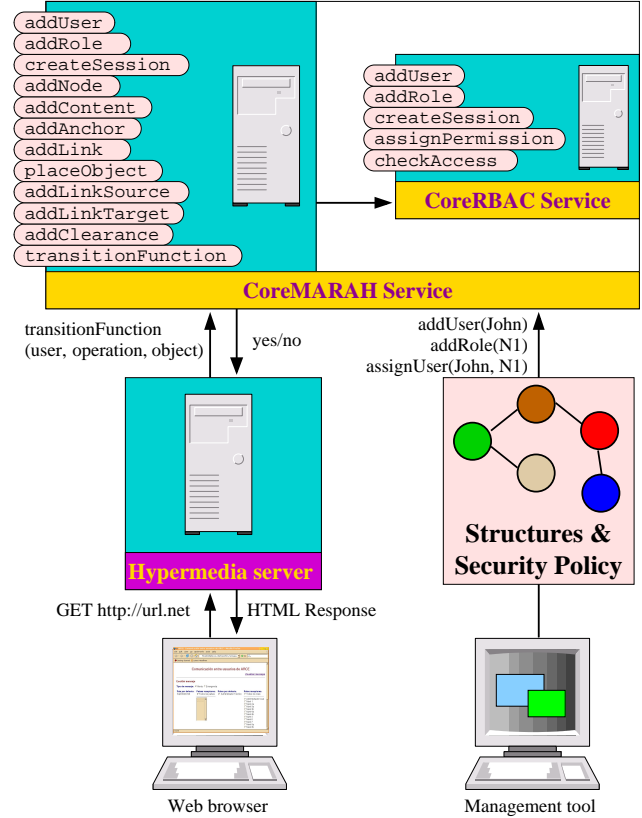 addUser
addRole
createSession
addNode
addContent
addAnchor
addLink
placeObject
addLinkSource
addLinkTarget
addClearance
transitionFunction
addUser
addRole
createSession
assignPermission
checkAccess
CoreRBAC Service
CoreMARAH Service
transitionFunction
(user, operation, object)
yes/no
addUser(John)
addRole(N1)
assignUser(John, N1)
Structures &
Security Policy
Hypermedia server
GET http://url.net
HTML Response
Web browser
Management tool